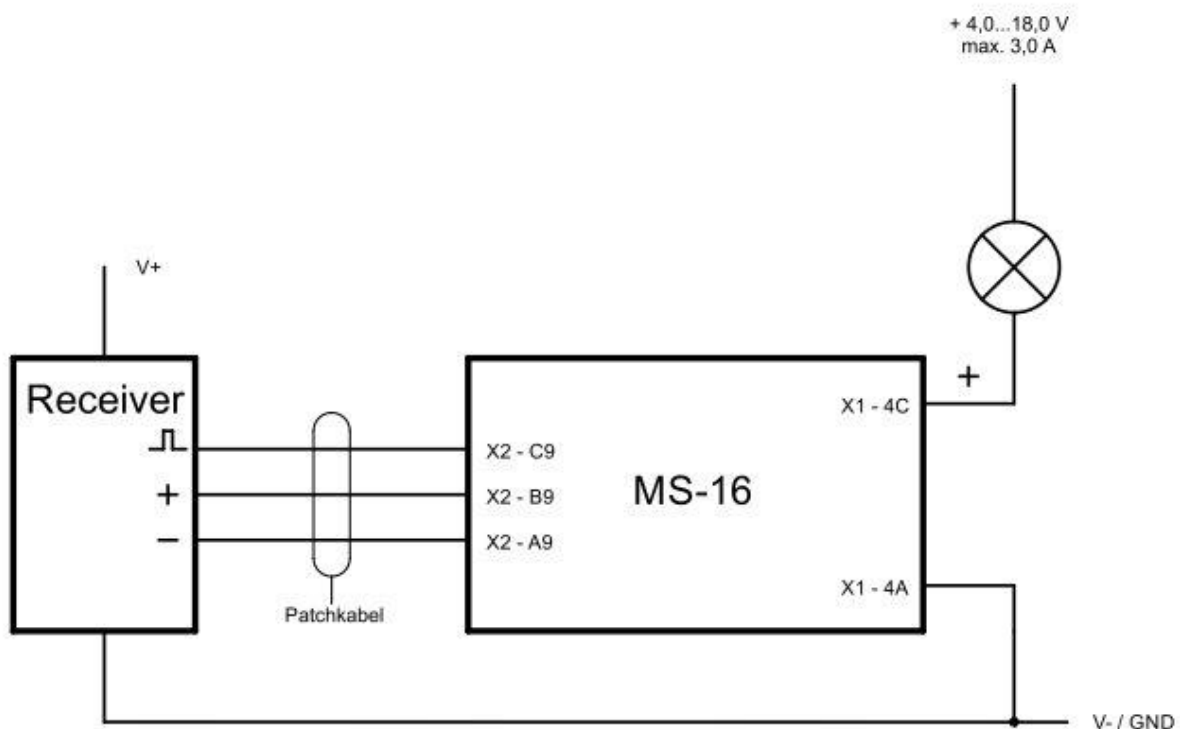 + 4,0...18,0 V
max. 3,0 A
V+
Receiver
+
X1 - 4C
X2 - C9
+
X2 - B9
MS-16
−
X2 - A9
X1 - 4A
Patchkabel
V- / GND